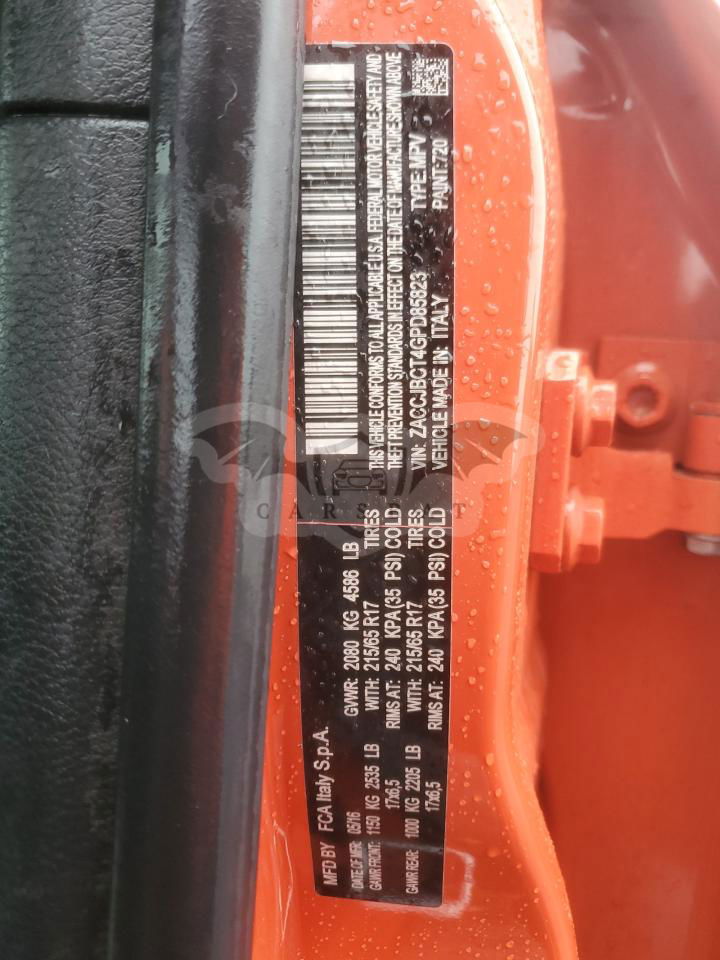 MFD BY FCA Italy S.p.A.
DATE OF MFR: 05/16 GVWR: 2080 KG 4586 LB
GAWR FRONT: 1150 KG 2535 LB WITH: 215/65 R17 TIRES
17x6,5 RIMS AT: 240 KPA (35 PSI) COLD
GAWR REAR: 1000 KG 2205 LB WITH: 215/65 R17 TIRES
17x6,5 RIMS AT: 240 KPA (35 PSI) COLD
THIS VEHICLE CONFORMS TO ALL APPLICABLE U.S.A. FEDERAL MOTOR VEHICLE SAFETY AND
THEFT PREVENTION STANDARDS IN EFFECT ON THE DATE OF MANUFACTURE SHOWN ABOVE
VIN: ZACCJBCT4GPD85823 TYPE:MPV
VEHICLE MADE IN: ITALY PAINT:720
CARSBAT